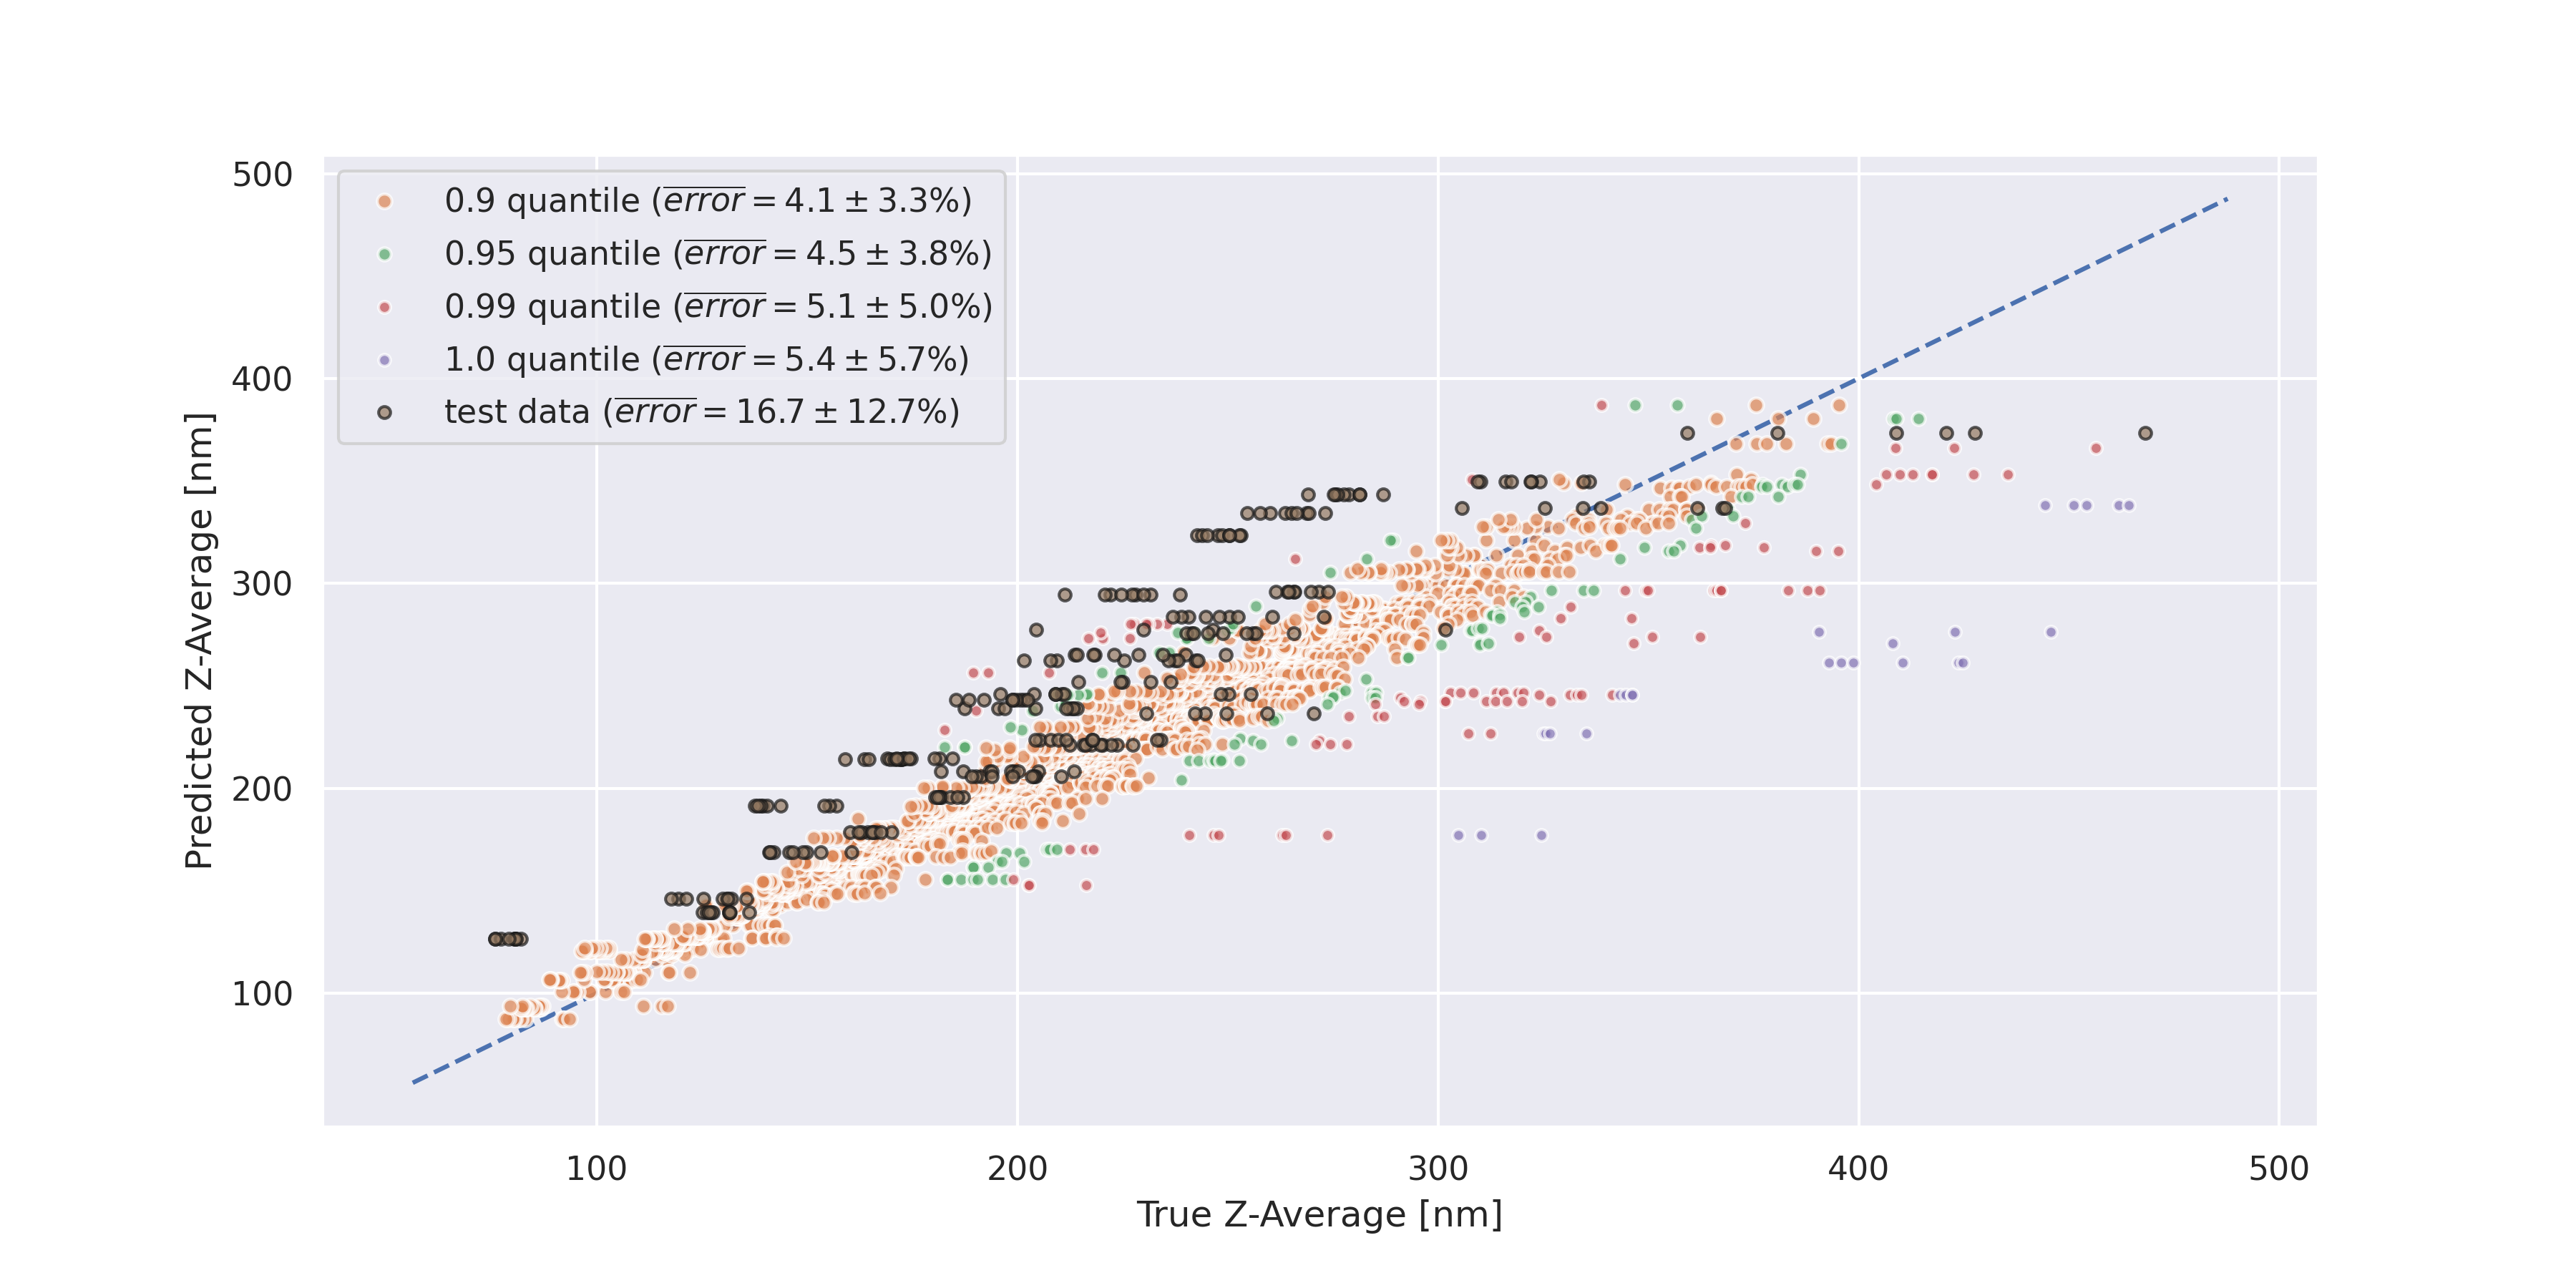 0.9 quantile (error = 4.1 ± 3.3%)
0.95 quantile (error = 4.5 ± 3.8%)
0.99 quantile (error = 5.1 ± 5.0%)
1.0 quantile (error = 5.4 ± 5.7%)
test data (error = 16.7 ± 12.7%)
Predicted Z-Average [nm]
500
400
300
200
100
100 200 300 400 500
True Z-Average [nm]